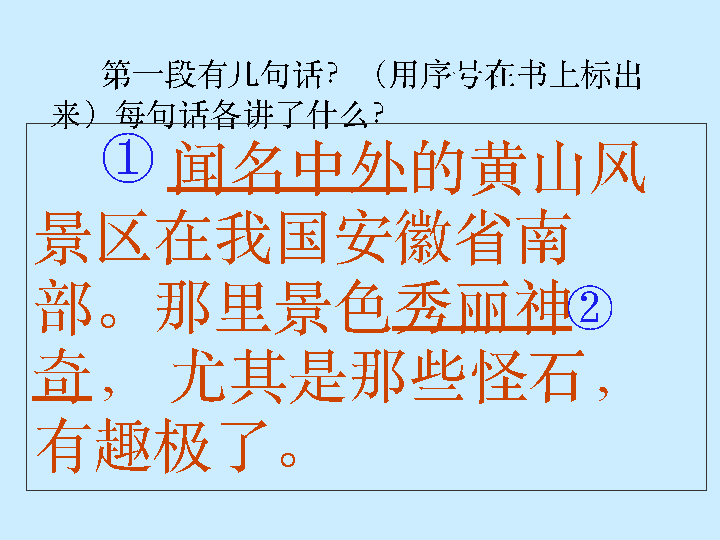 第一段有几句话？（用序号在书上标出
来）每句话各讲了什么？
① 闻名中外的黄山风
景区在我国安徽省南
部。那里景色秀丽神②
奇， 尤其是那些怪石，
有趣极了。